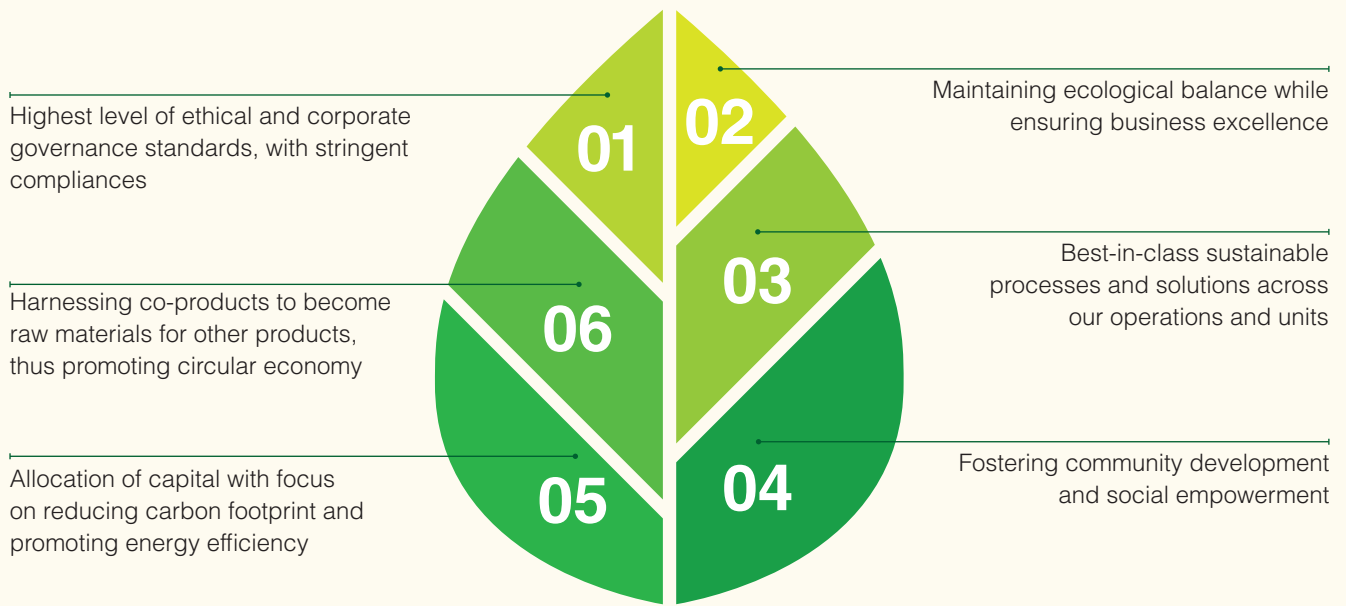 01
Highest level of ethical and corporate
governance standards, with stringent
compliances
02
Maintaining ecological balance while
ensuring business excellence
03
Best-in-class sustainable
processes and solutions across
our operations and units
04
Fostering community development
and social empowerment
05
Allocation of capital with focus
on reducing carbon footprint and
promoting energy efficiency
06
Harnessing co-products to become
raw materials for other products,
thus promoting circular economy